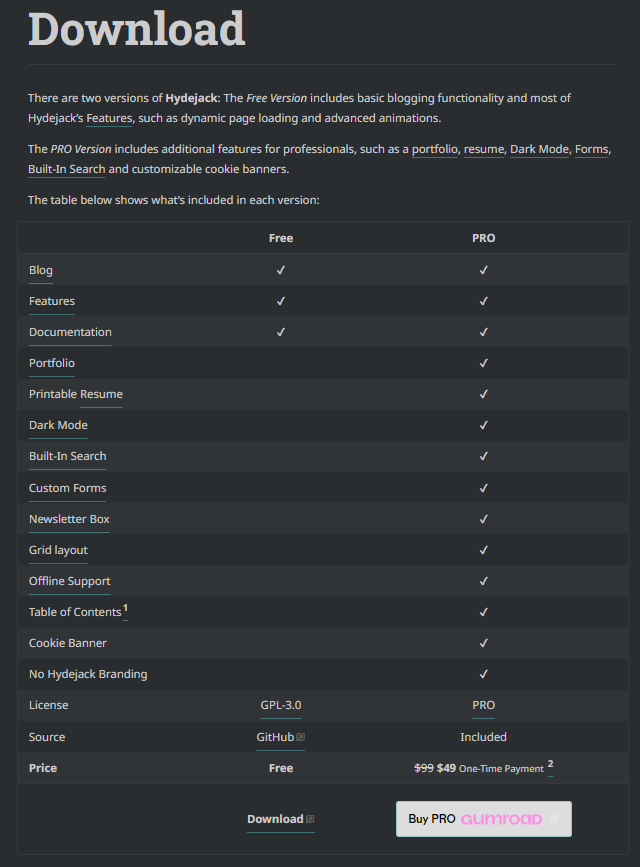 Download
There are two versions of Hydejack: The Free Version includes basic blogging functionality and most of
Hydejack's Features, such as dynamic page loading and advanced animations.
The PRO Version includes additional features for professionals, such as a portfolio, resume, Dark Mode, Forms,
Built-In Search and customizable cookie banners.
The table below shows what's included in each version:
Free PRO
Blog ✓ ✓
Features ✓ ✓
Documentation ✓ ✓
Portfolio ✓
Printable Resume ✓
Dark Mode ✓
Built-In Search ✓
Custom Forms ✓
Newsletter Box ✓
Grid layout ✓
Offline Support ✓
Table of Contents 1 ✓
Cookie Banner ✓
No Hydejack Branding ✓
License GPL-3.0 PRO
Source GitHub Included
Price Free $99 $49 One-Time Payment 2
Download Buy PRO GUMROAD